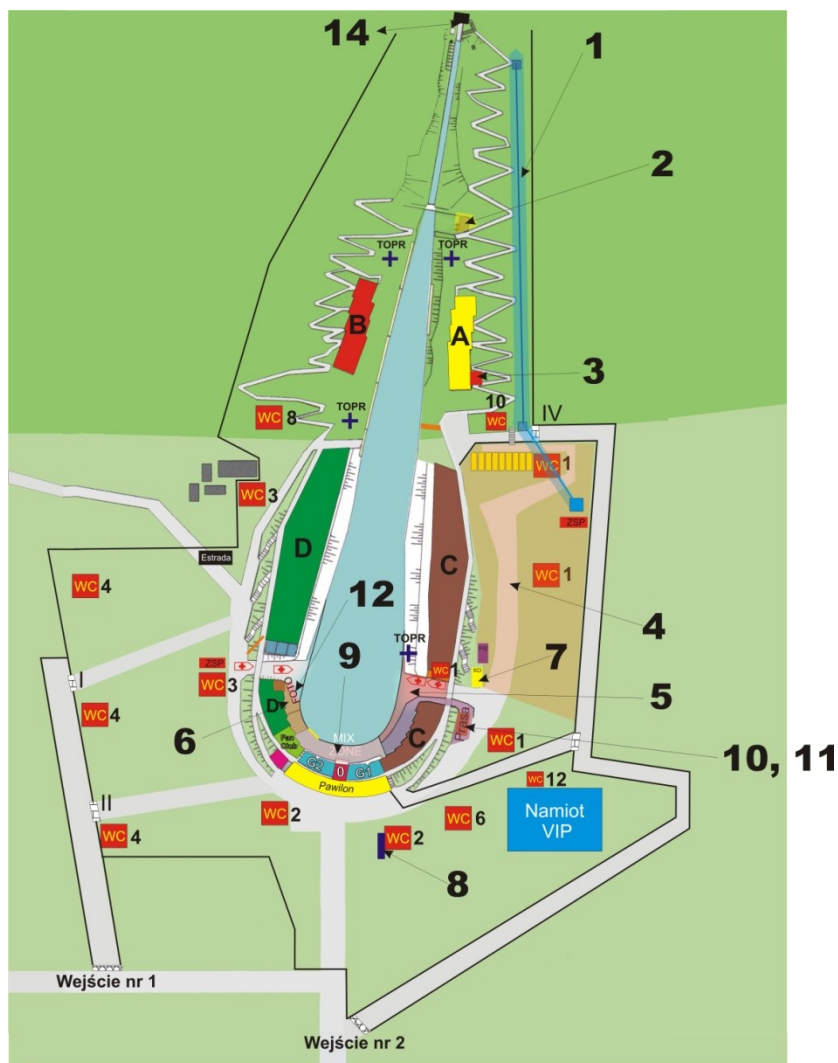 14
1
2
TOPR
TOPR
B
A
3
WC 8
TOPR
10
WC
IV
WC 1
WC 3
D
C
ZSP
Estrada
WC 4
WC 1
12
4
9
TOPR
7
I
ZSP
WC 3
WC 1
KO
5
FOTO
D
6
Fan
Club
MIX
ZONE
C
Prasa
WC 4
WC 1
10, 11
G2
0
G1
Pawilon
WC 12
II
WC 2
WC 6
WC 4
WC 2
Namiot
VIP
8
Wejście nr 1
Wejście nr 2